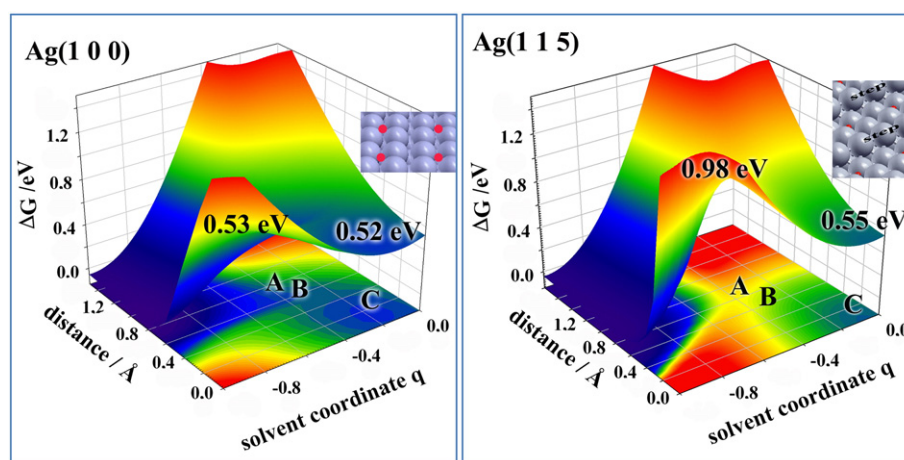 Ag(1 0 0)
ΔG /eV
1.2
0.8
0.4
0.0
0.53 eV
0.52 eV
A
B
C
1.2
0.8
0.4
0.0
distance / Å
-0.8
-0.4
0.0
solvent coordinate q
Ag(1 1 5)
step
step
ΔG /eV
1.2
0.8
0.4
0.0
0.98 eV
0.55 eV
A
B
C
1.2
0.8
0.4
0.0
distance / Å
-0.8
-0.4
0.0
solvent coordinate q